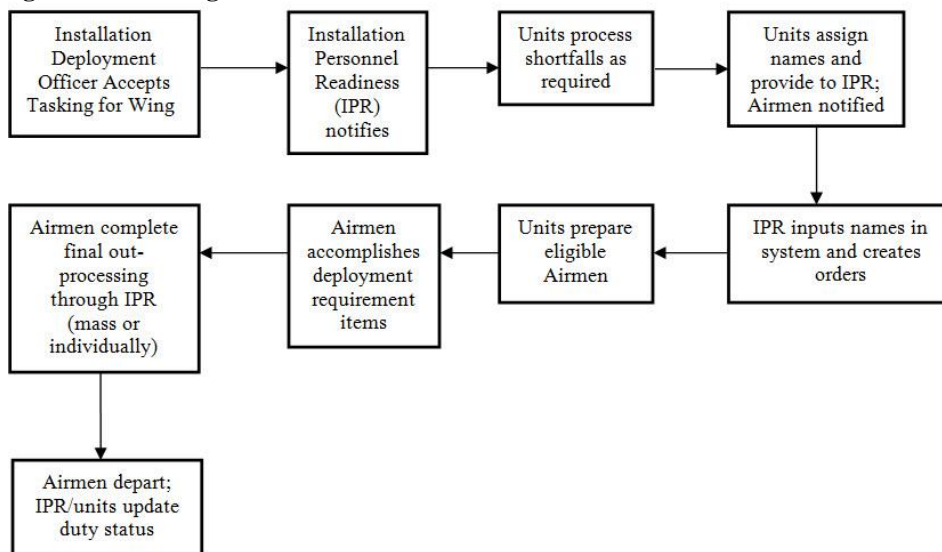 Installation
Deployment
Officer Accepts
Tasking for Wing
Installation
Personnel
Readiness
(IPR)
notifies
Units process
shortfalls as
required
Units assign
names and
provide to IPR;
Airmen notified
IPR inputs names in
system and creates
orders
Units prepare
eligible
Airmen
Airmen
accomplishes
deployment
requirement
items
Airmen complete
final out-
processing
through IPR
(mass or
individually)
Airmen depart;
IPR/units update
duty status